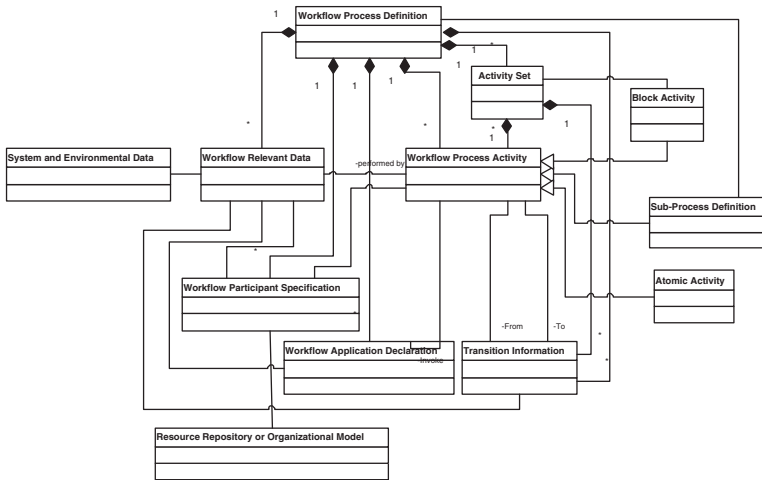 Workflow Process Definition
1
*
1
1
1
1
1
1
*
Activity Set
Block Activity
*
1
1
*
*
System and Environmental Data
Workflow Relevant Data
-performed by
Workflow Process Activity
Sub-Process Definition
*
Workflow Participant Specification
Atomic Activity
*
-From
-To
*
Workflow Application Declaration
-Invoke
Transition Information
*
Resource Repository or Organizational Model